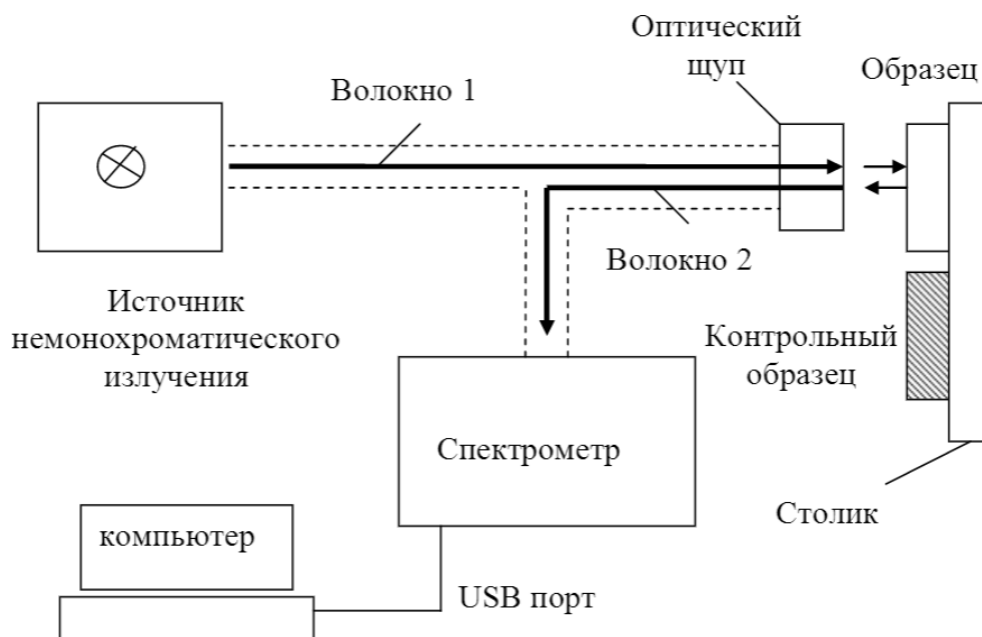 Оптический
щуп
Образец
Волокно 1
Волокно 2
Источник
немонохроматического
излучения
Контрольный
образец
Спектрометр
Столик
компьютер
USB порт